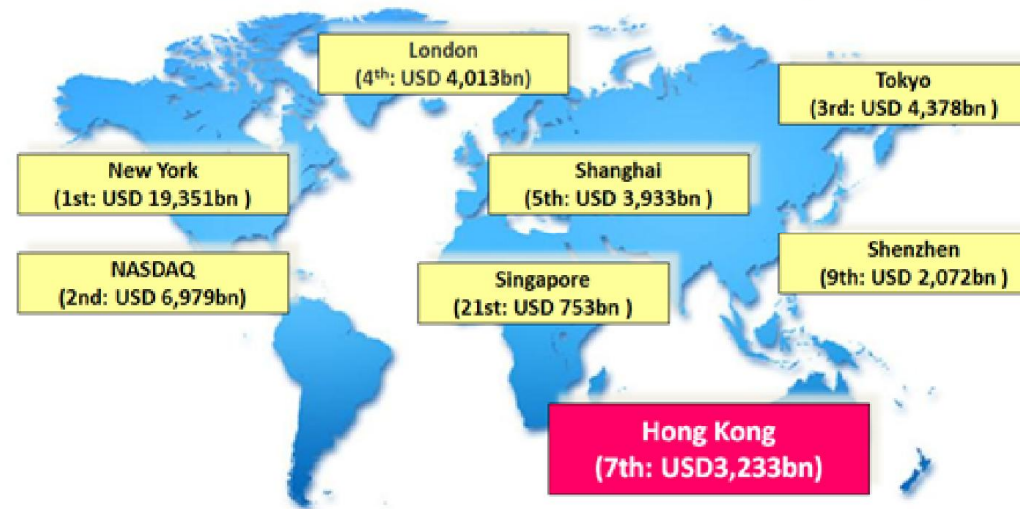 London
(4th: USD 4,013bn)
Tokyo
(3rd: USD 4,378bn )
New York
(1st: USD 19,351bn )
Shanghai
(5th: USD 3,933bn )
Shenzhen
(9th: USD 2,072bn )
NASDAQ
(2nd: USD 6,979bn)
Singapore
(21st: USD 753bn )
Hong Kong
(7th: USD3,233bn)